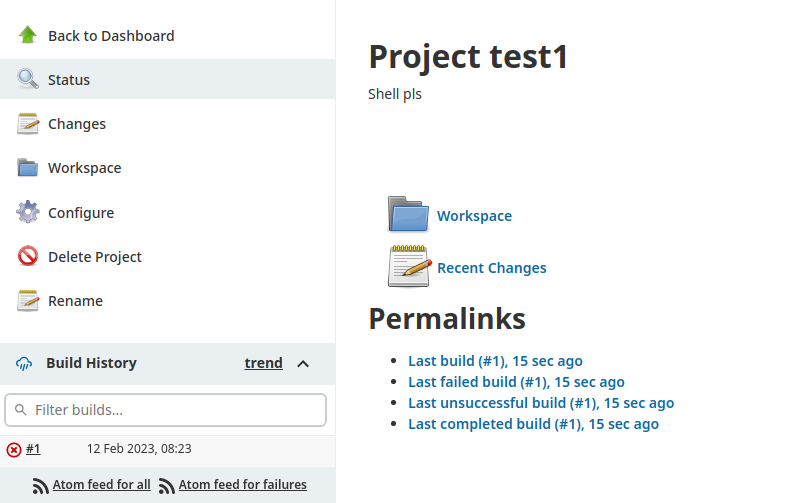 Back to Dashboard
Status
Changes
Workspace
Configure
Delete Project
Rename
Build History trend
Filter builds...
#1 12 Feb 2023, 08:23
Atom feed for all Atom feed for failures
Project test1
Shell pls
Workspace
Recent Changes
Permalinks
Last build (#1), 15 sec ago
Last failed build (#1), 15 sec ago
Last unsuccessful build (#1), 15 sec ago
Last completed build (#1), 15 sec ago